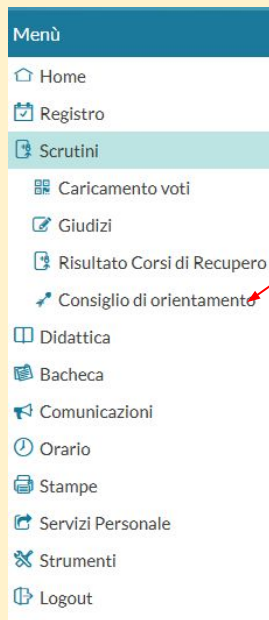 Menù
Home
Registro
Scrutini
Caricamento voti
Giudizi
Risultato Corsi di Recupero
Consiglio di orientamento
Didattica
Bacheca
Comunicazioni
Orario
Stampe
Servizi Personale
Strumenti
Logout